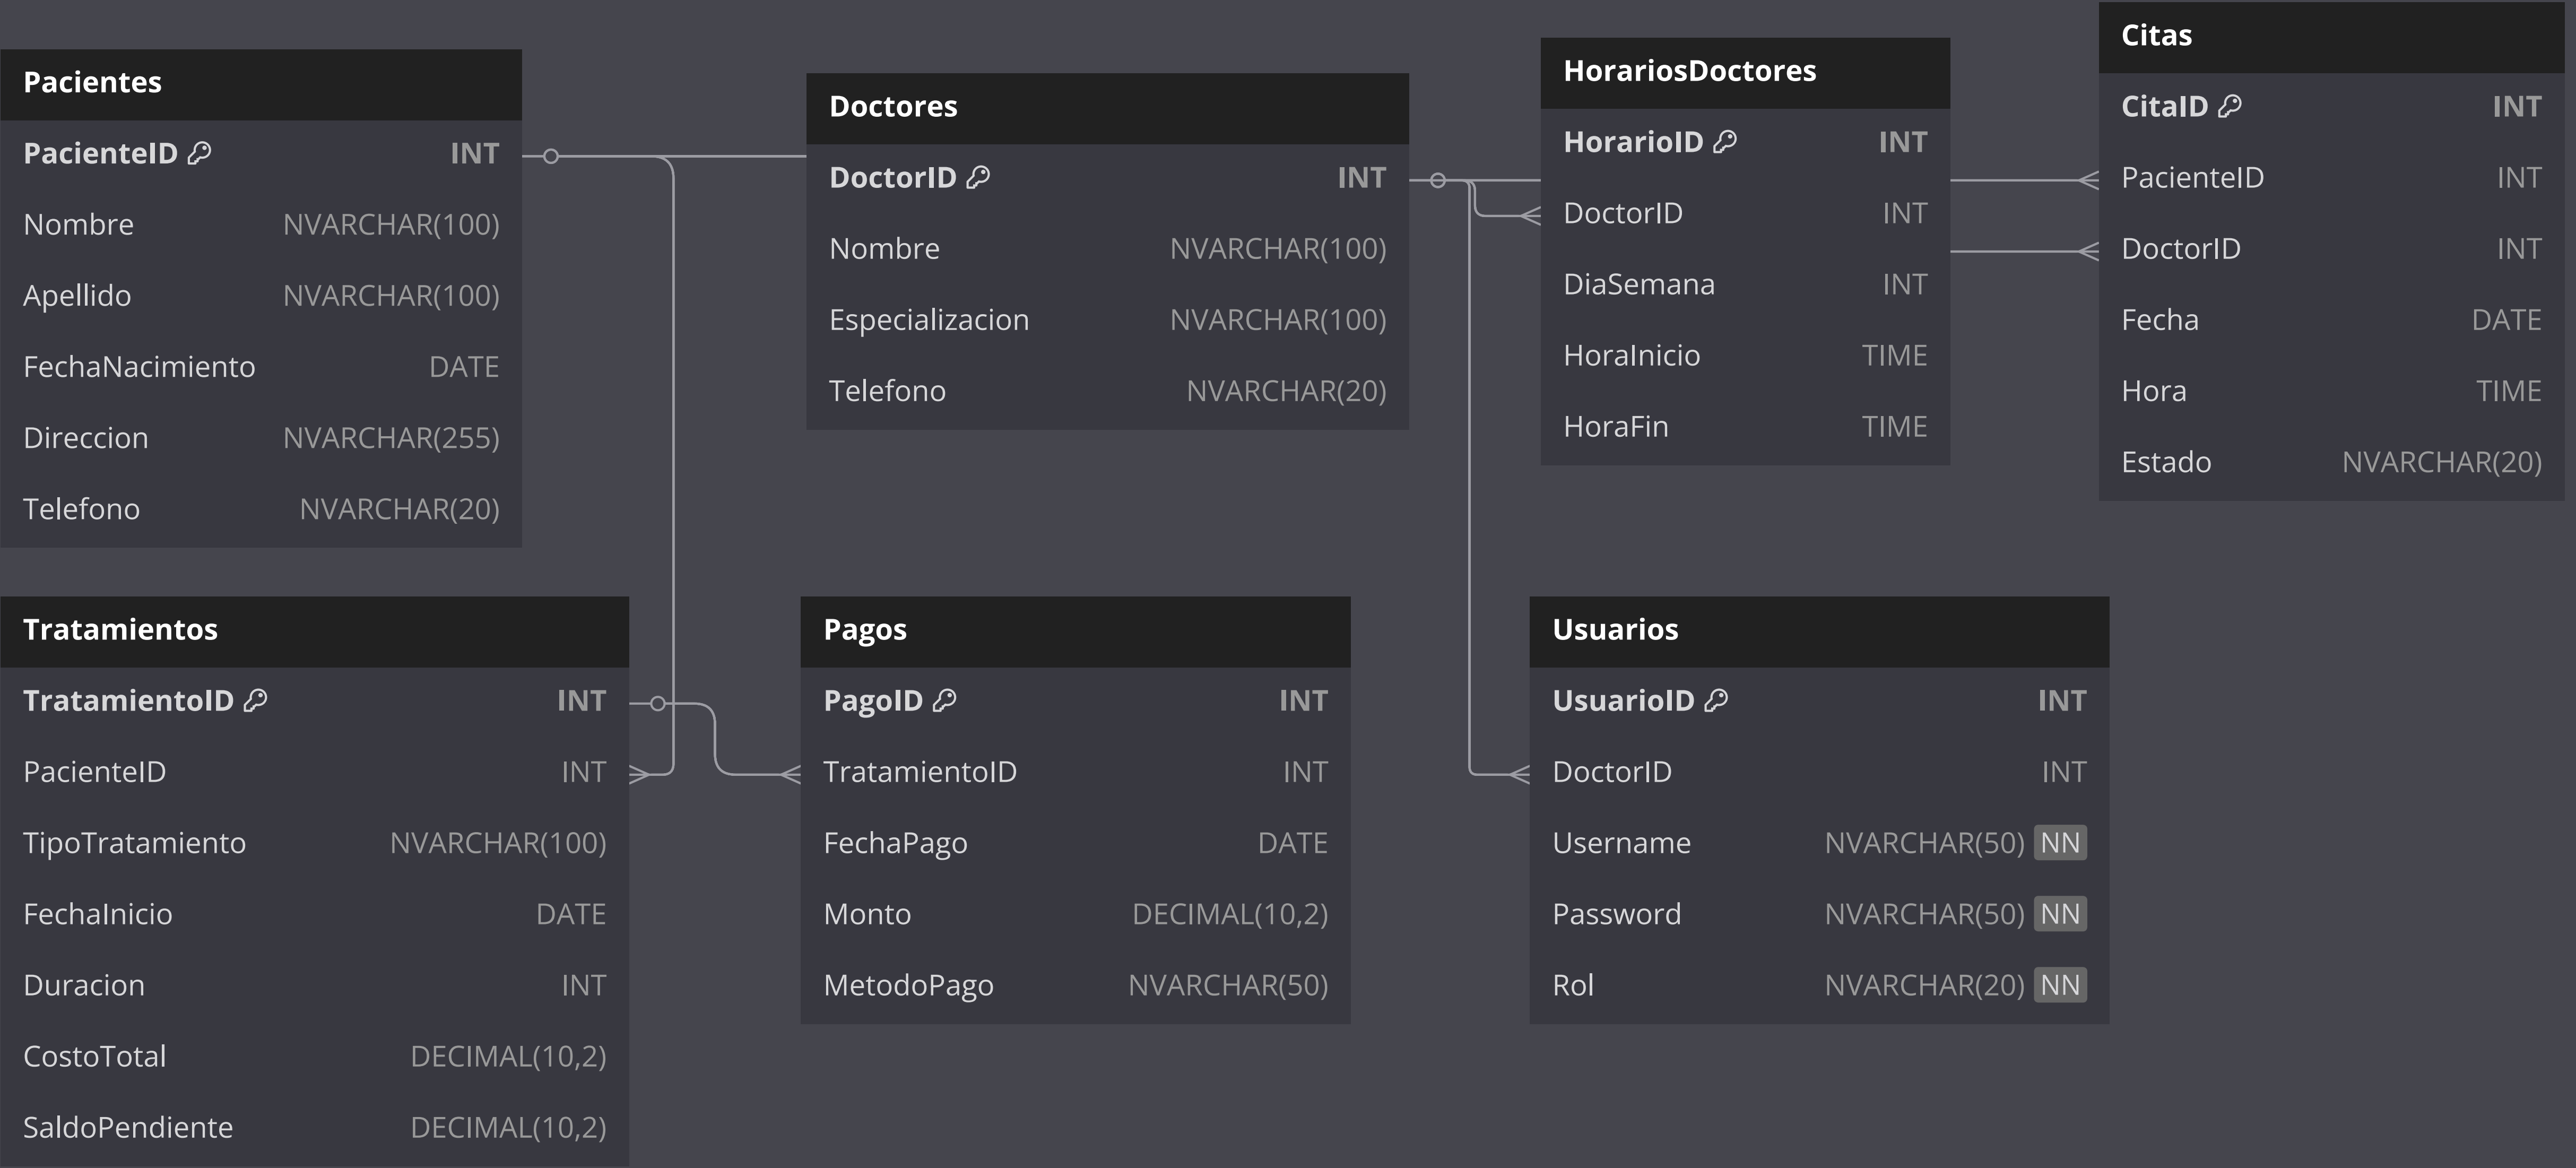 Pacientes
PacienteID INT
Nombre NVARCHAR(100)
Apellido NVARCHAR(100)
FechaNacimiento DATE
Direccion NVARCHAR(255)
Telefono NVARCHAR(20)
Doctores
DoctorID INT
Nombre NVARCHAR(100)
Especializacion NVARCHAR(100)
Telefono NVARCHAR(20)
HorariosDoctores
HorarioID INT
DoctorID INT
DiaSemana INT
HoraInicio TIME
HoraFin TIME
Citas
CitaID INT
PacienteID INT
DoctorID INT
Fecha DATE
Hora TIME
Estado NVARCHAR(20)
Tratamientos
TratamientoID INT
PacienteID INT
TipoTratamiento NVARCHAR(100)
FechaInicio DATE
Duracion INT
CostoTotal DECIMAL(10,2)
SaldoPendiente DECIMAL(10,2)
Pagos
PagoID INT
TratamientoID INT
FechaPago DATE
Monto DECIMAL(10,2)
MetodoPago NVARCHAR(50)
Usuarios
UsuarioID INT
DoctorID INT
Username NVARCHAR(50) NN
Password NVARCHAR(50) NN
Rol NVARCHAR(20) NN